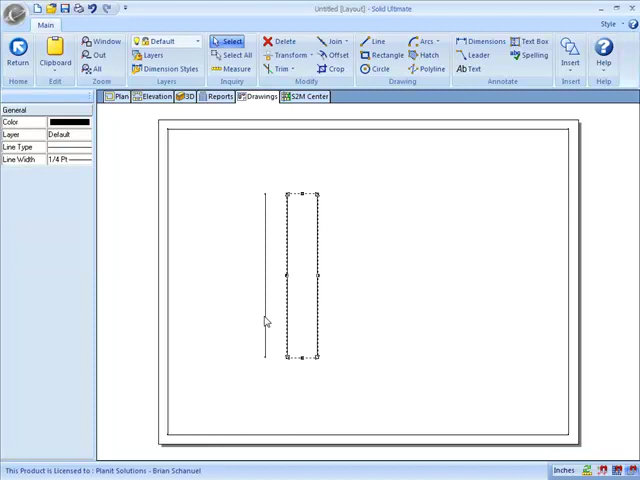 Untitled [Layout] - Solid Ultimate
Main
Style
Return
Clipboard
Window
Out
All
Default
Layers
Dimension Styles
Select
Select All
Measure
Delete
Transform
Trim
Join
Offset
Crop
Line
Rectangle
Circle
Arcs
Hatching
Polyline
Dimensions
Leader
Text
Text Box
Spelling
Insert
Help
Home
Edit
Zoom
Layers
Inquiry
Modify
Drawing
Annotate
Insert
Help
Plan
Elevation
3D
Reports
Drawings
S2M Center
General
Color
Layer Default
Line Type
Line Width 1/4 Pt
This Product is Licensed to : Planit Solutions - Brian Schanuel
Inches